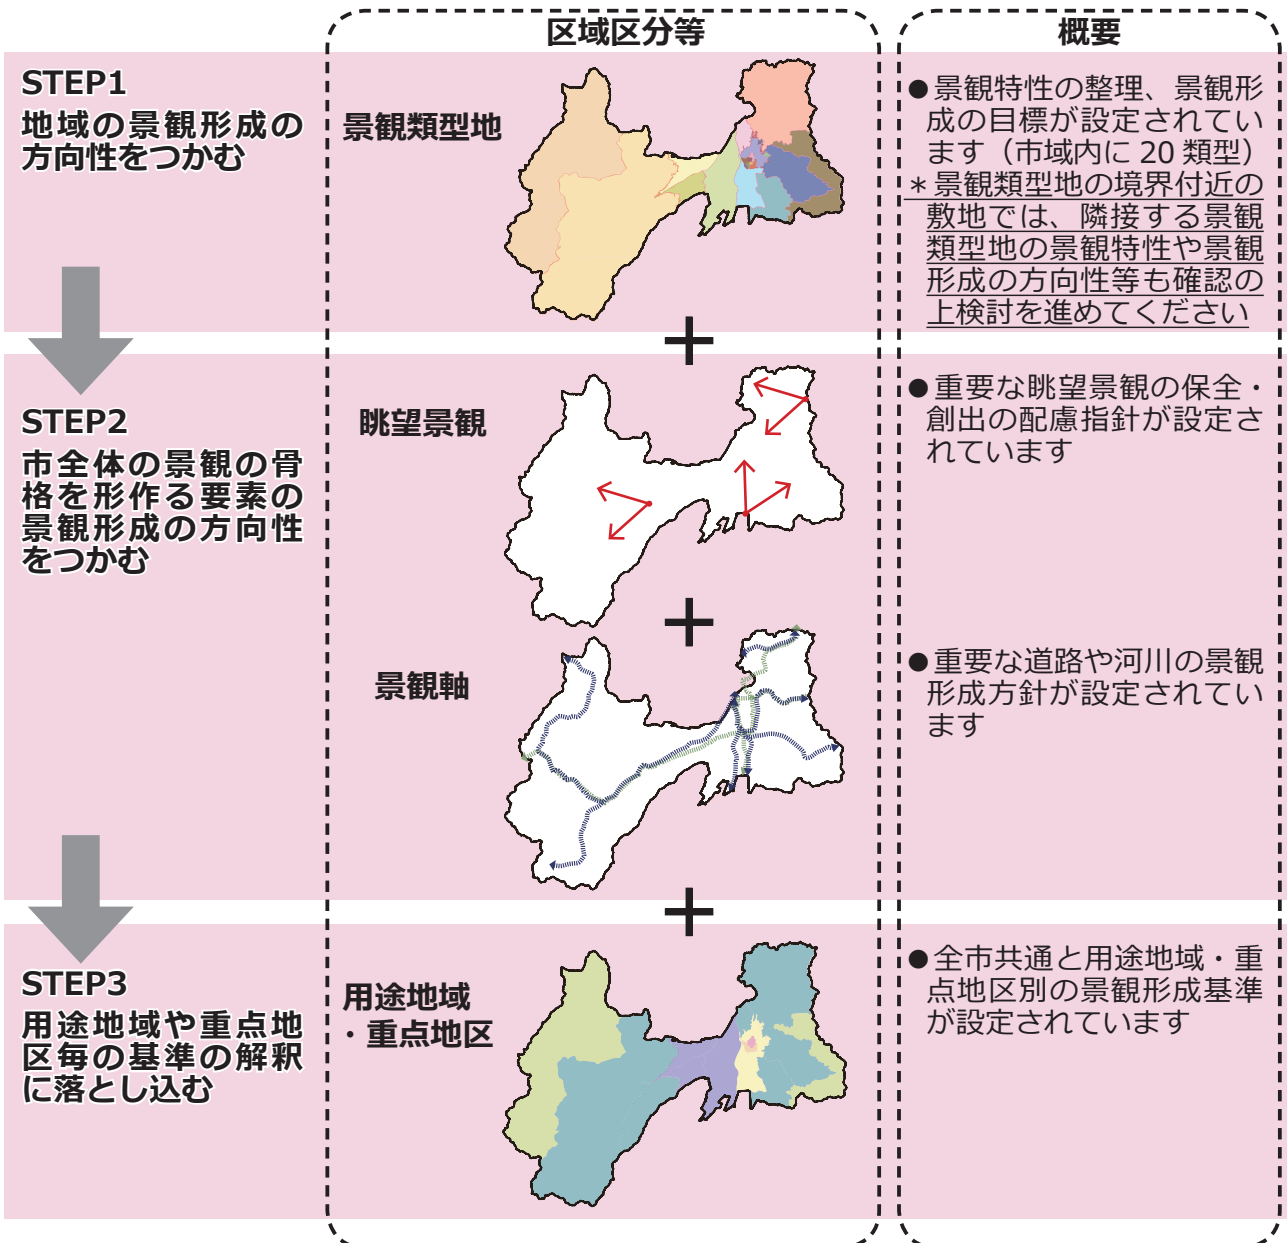 区域区分等
概要
STEP1
地域の景観形成の
方向性をつかむ
景観類型地
●景観特性の整理、景観形
成の目標が設定されてい
ます（市域内に 20 類型）
＊景観類型地の境界付近の
敷地では、隣接する景観
類型地の景観特性や景観
形成の方向性等も確認の
上検討を進めてください
＋
STEP2
市全体の景観の骨
格を形作る要素の
景観形成の方向性
をつかむ
眺望景観
●重要な眺望景観の保全・
創出の配慮指針が設定さ
れています
＋
景観軸
●重要な道路や河川の景観
形成方針が設定されてい
ます
＋
STEP3
用途地域や重点地
区毎の基準の解釈
に落とし込む
用途地域
・重点地区
●全市共通と用途地域・重
点地区別の景観形成基準
が設定されています